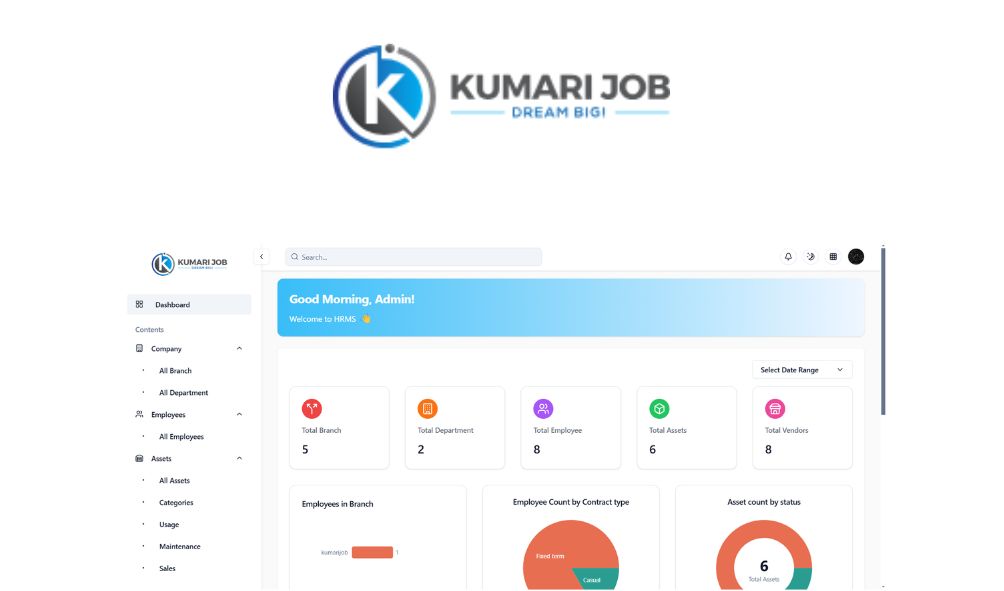 KUMARI JOB
DREAM BIG!
KUMARI JOB
DREAM BIG!
Search...
Dashboard
Contents
Company
All Branch
All Department
Employees
All Employees
Assets
All Assets
Categories
Usage
Maintenance
Sales
Good Morning, Admin!
Welcome to HRMS 👋
Select Date Range
Total Branch
5
Total Department
2
Total Employee
8
Total Assets
6
Total Vendors
8
Employees in Branch
kumarijob 1
Employee Count by Contract type
Fixed term
Casual
Asset count by status
6
Total Assets